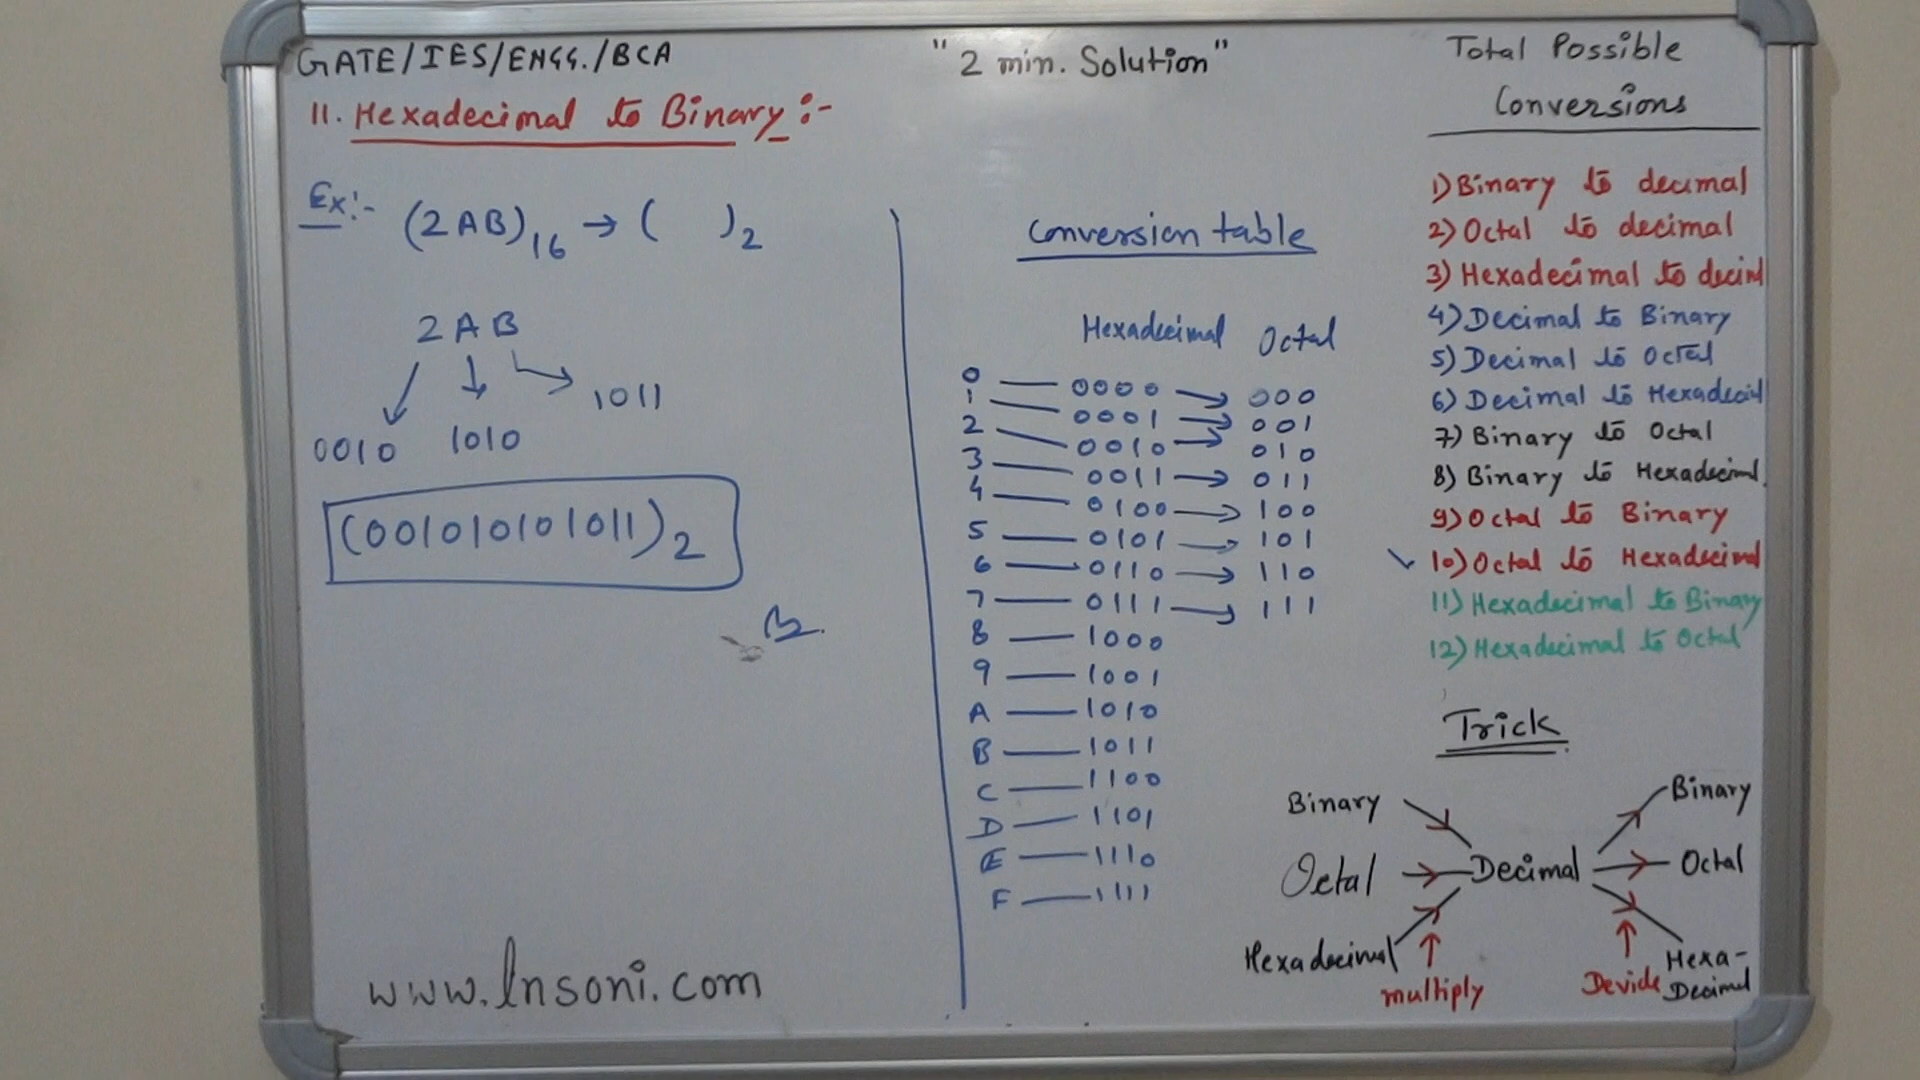 GATE/IES/ENGG./BCA
"2 min. Solution"
11. Hexadecimal to Binary :-
Ex:- (2AB)16 → ( )2
2 A B
1011
0010 1010
(001010101011)2
www.lnsoni.com
Conversion table
Hexadecimal Octal
0 — 0000 → 000
1 — 0001 → 001
2 — 0010 → 010
3 — 0011 → 011
4 — 0100 → 100
5 — 0101 → 101
6 — 0110 → 110
7 — 0111 → 111
8 — 1000
9 — 1001
A — 1010
B — 1011
C — 1100
D — 1101
E — 1110
F — 1111
Total Possible
Conversions
1) Binary to decimal
2) Octal to decimal
3) Hexadecimal to deciml
4) Decimal to Binary
5) Decimal to Octal
6) Decimal to Hexadeciml
7) Binary to Octal
8) Binary to Hexadeciml
9) Octal to Binary
10) Octal to Hexadeciml
11) Hexadecimal to Binary
12) Hexadecimal to Octal
Trick
Binary Binary
Octal Decimal Octal
Hexadecimal Hexa-
multiply Devide Decimal